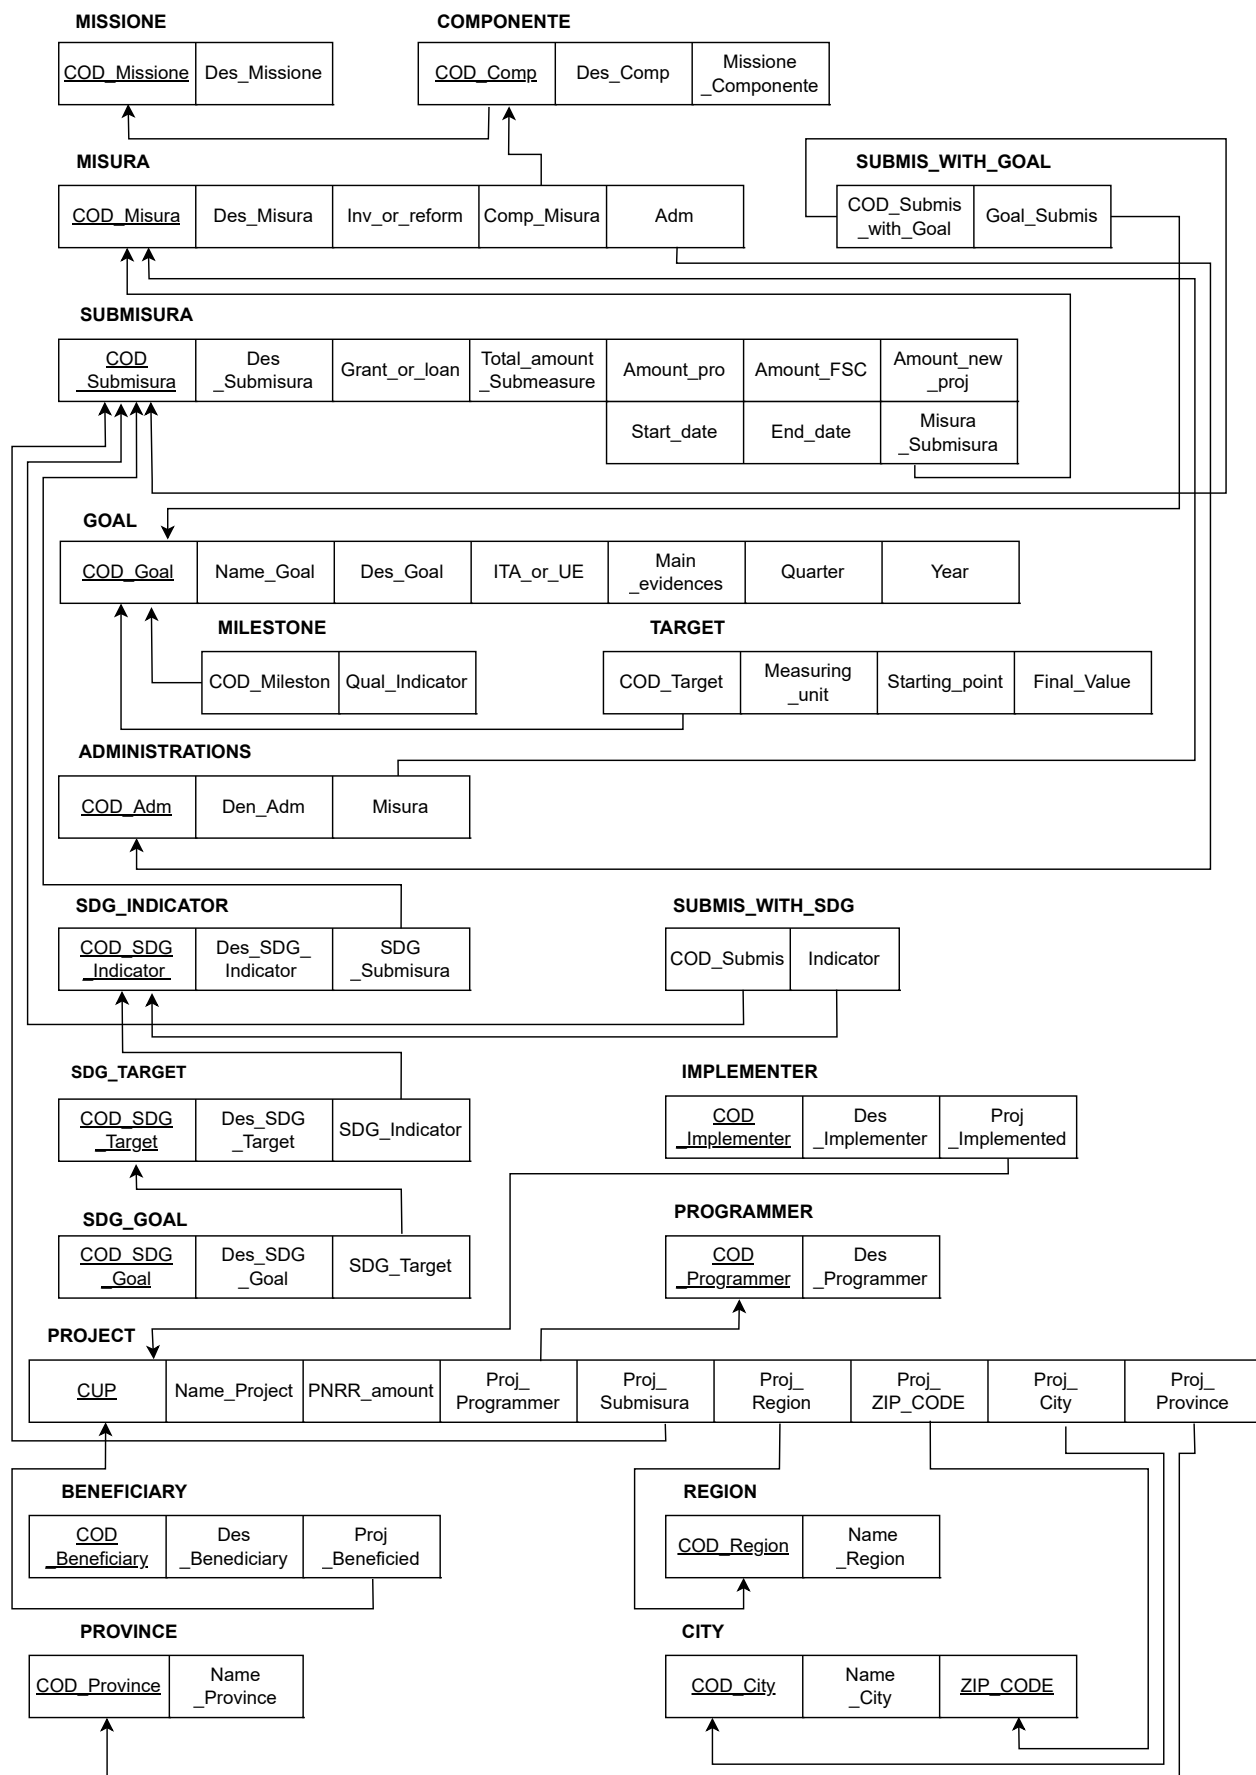 MISSIONE
COD_Missione
Des_Missione
COMPONENTE
COD_Comp
Des_Comp
Missione
_Componente
MISURA
COD_Misura
Des_Misura
Inv_or_reform
Comp_Misura
Adm
SUBMIS_WITH_GOAL
COD_Submis
_with_Goal
Goal_Submis
SUBMISURA
COD
_Submisura
Des
_Submisura
Grant_or_loan
Total_amount
_Submeasure
Amount_pro
Amount_FSC
Amount_new
_proj
Start_date
End_date
Misura
_Submisura
GOAL
COD_Goal
Name_Goal
Des_Goal
ITA_or_UE
Main
_evidences
Quarter
Year
MILESTONE
COD_Mileston
Qual_Indicator
TARGET
COD_Target
Measuring
_unit
Starting_point
Final_Value
ADMINISTRATIONS
COD_Adm
Den_Adm
Misura
SDG_INDICATOR
COD_SDG
_Indicator
Des_SDG_
Indicator
SDG
_Submisura
SUBMIS_WITH_SDG
COD_Submis
Indicator
SDG_TARGET
COD_SDG
_Target
Des_SDG
_Target
SDG_Indicator
IMPLEMENTER
COD
_Implementer
Des
_Implementer
Proj
_Implemented
SDG_GOAL
COD_SDG
_Goal
Des_SDG
_Goal
SDG_Target
PROGRAMMER
COD
_Programmer
Des
_Programmer
PROJECT
CUP
Name_Project
PNRR_amount
Proj_
Programmer
Proj_
Submisura
Proj_
Region
Proj_
ZIP_CODE
Proj_
City
Proj_
Province
BENEFICIARY
COD
_Beneficiary
Des
_Benediciary
Proj
_Beneficied
REGION
COD_Region
Name
_Region
PROVINCE
COD_Province
Name
_Province
CITY
COD_City
Name
_City
ZIP_CODE